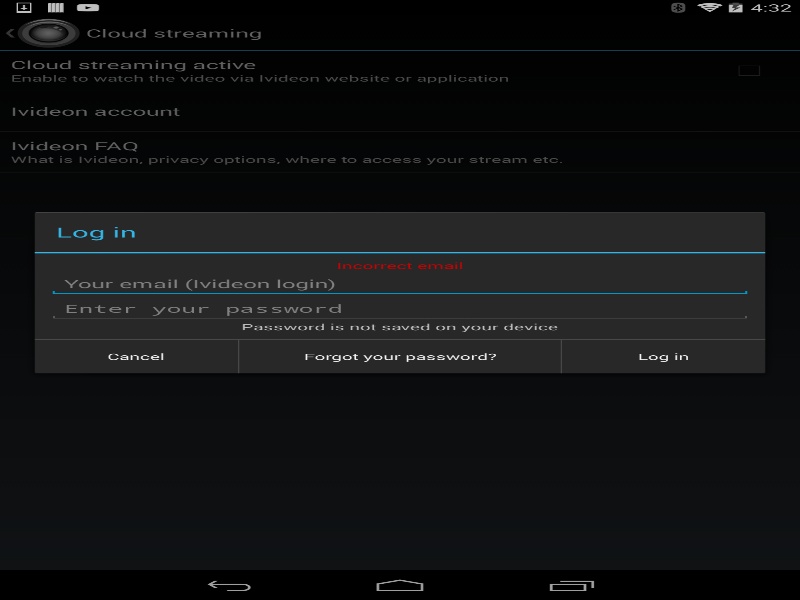 4:32
Cloud streaming
Cloud streaming active
Enable to watch the video via Ivideon website or application
Ivideon account
Ivideon FAQ
What is Ivideon, privacy options, where to access your stream etc.
Log in
Incorrect email
Your email (Ivideon login)
Enter your password
Password is not saved on your device
Cancel
Forgot your password?
Log in